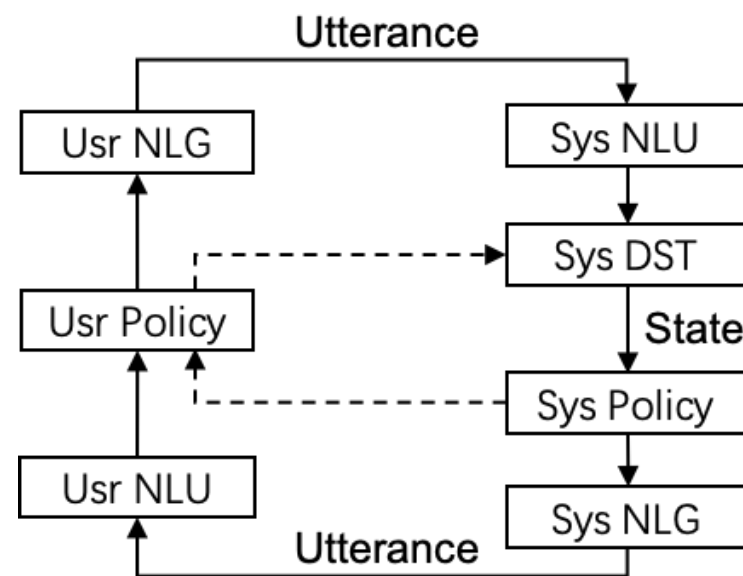 Utterance
Usr NLG
Sys NLU
Sys DST
Usr Policy
State
Sys Policy
Usr NLU
Sys NLG
Utterance